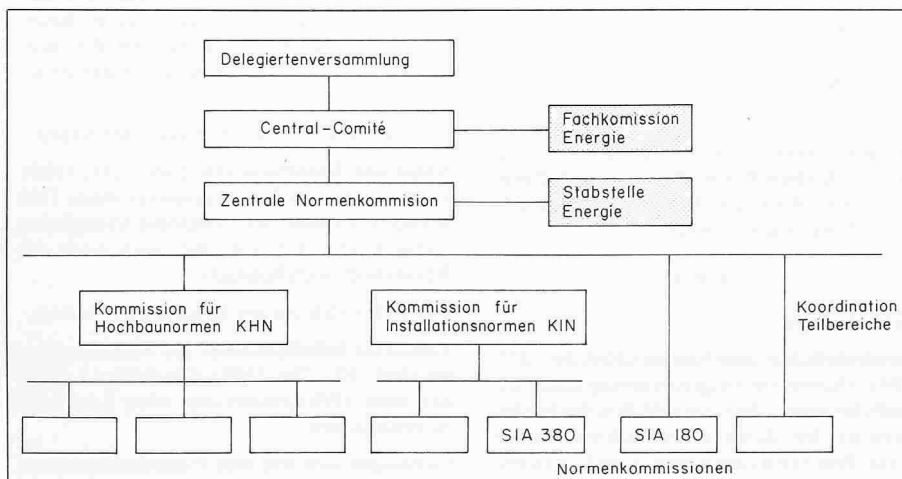 Delegiertenversammlung
Central-Comité
Fachkomission
Energie
Zentrale Normenkommision
Stabstelle
Energie
Kommission für
Hochbaunormen KHN
Kommission für
Installationsnormen KIN
Koordination
Teilbereiche
SIA 380
SIA 180
Normenkommissionen